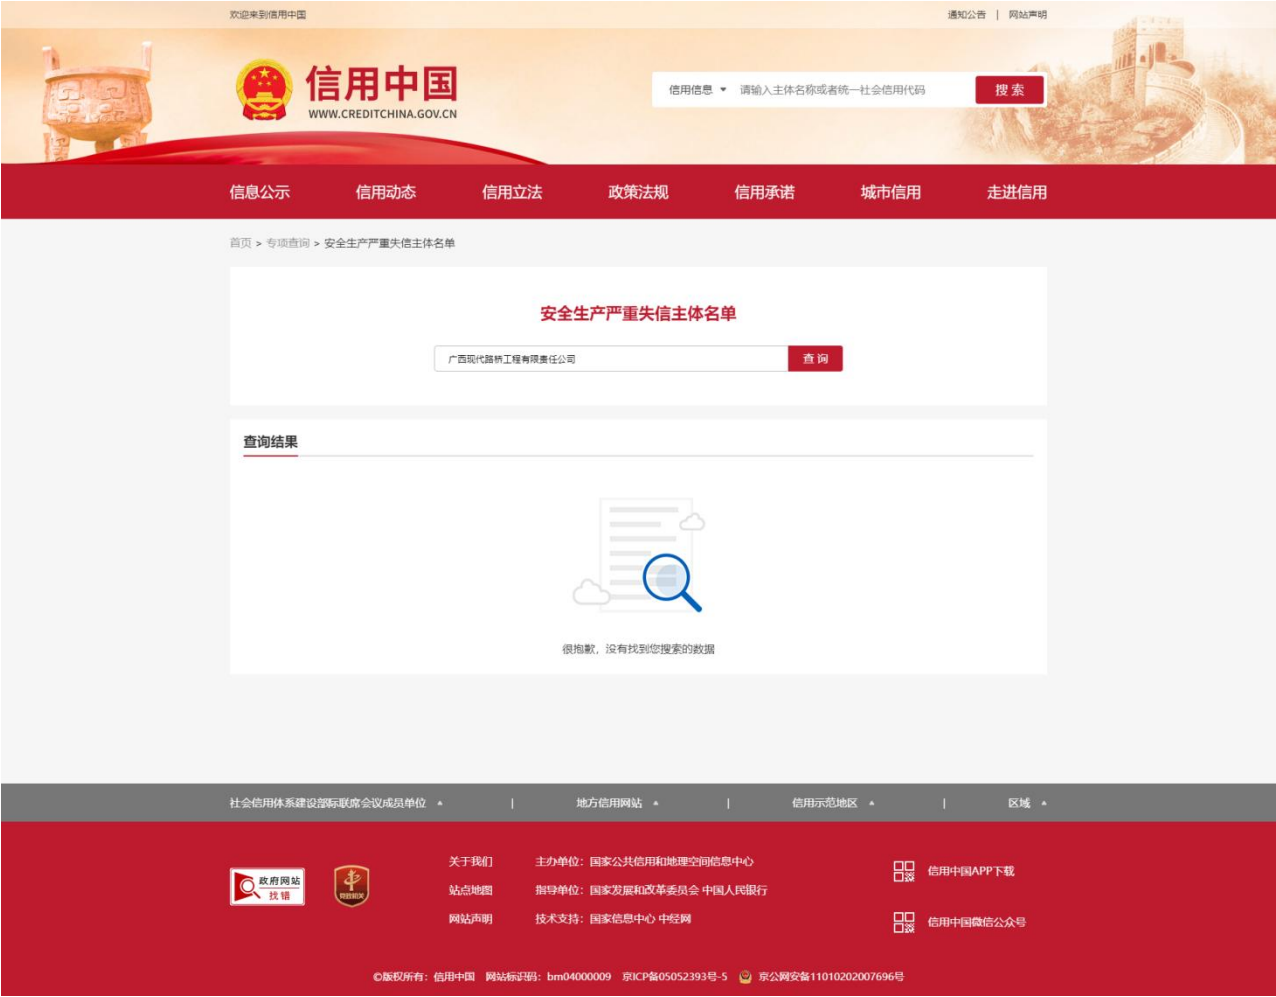 欢迎来到信用中国
通知公告 | 网站声明
信用中国
WWW.CREDITCHINA.GOV.CN
信用信息 请输入主体名称或者统一社会信用代码 搜索
信息公示 信用动态 信用立法 政策法规 信用承诺 城市信用 走进信用
首页 > 专项查询 > 安全生产严重失信主体名单
安全生产严重失信主体名单
广西现代路桥工程有限责任公司 查询
查询结果
很抱歉，没有找到您搜索的数据
社会信用体系建设部际联席会议成员单位 | 地方信用网站 | 信用示范地区 | 区域
政府网站
找错
党政机关
关于我们 主办单位：国家公共信用和地理空间信息中心
站点地图 指导单位：国家发展和改革委员会 中国人民银行
网站声明 技术支持：国家信息中心 中经网
信用中国APP下载
信用中国微信公众号
©版权所有：信用中国 网站标识码：bm04000009 京ICP备05052393号-5 京公网安备11010202007696号